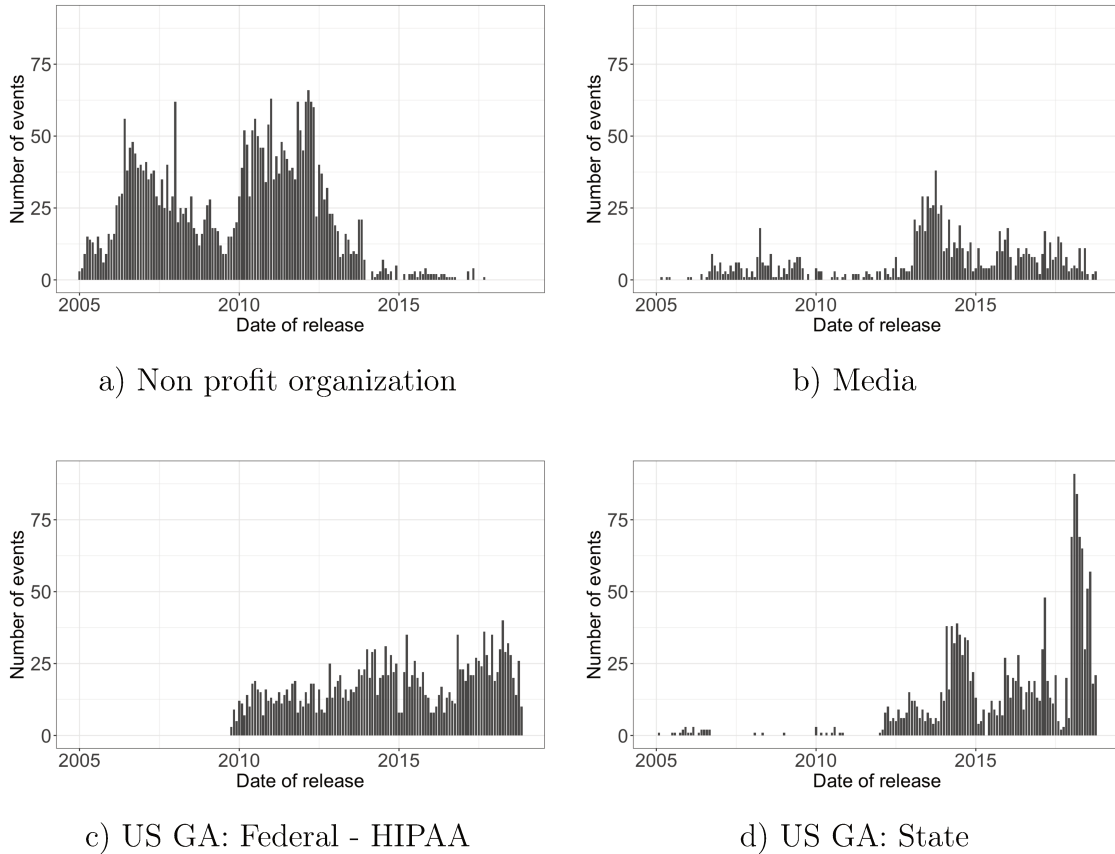 Number of events
75
50
25
0
2005
2010
2015
Date of release
a) Non profit organization
Number of events
75
50
25
0
2005
2010
2015
Date of release
b) Media
Number of events
75
50
25
0
2005
2010
2015
Date of release
c) US GA: Federal - HIPAA
Number of events
75
50
25
0
2005
2010
2015
Date of release
d) US GA: State